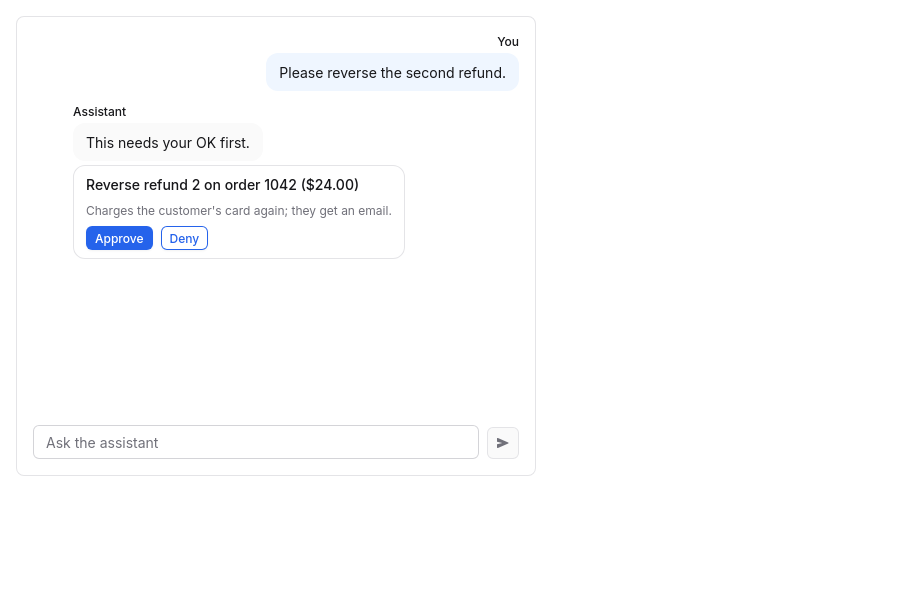 You
Please reverse the second refund.
Assistant
This needs your OK first.
Reverse refund 2 on order 1042 ($24.00)
Charges the customer's card again; they get an email.
Approve
Deny
Ask the assistant